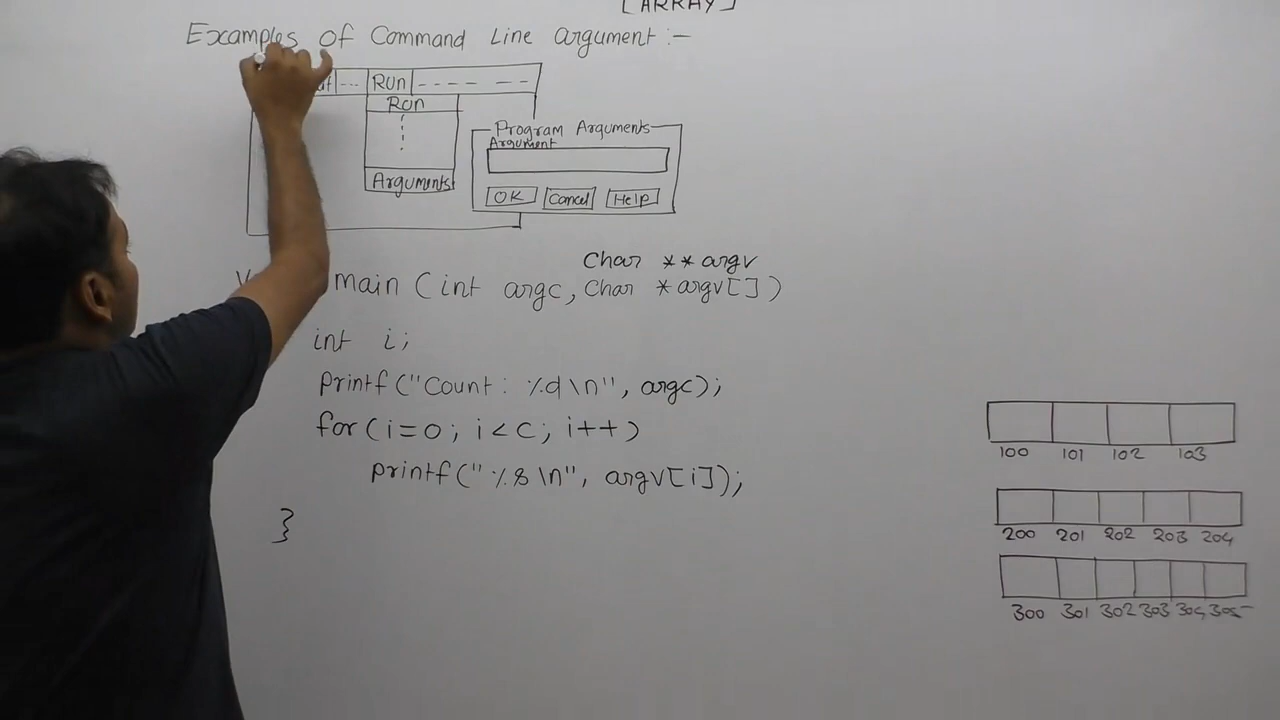 [ARRAY]
Examples of Command Line argument :-
--- RUN ---- --
Run
Program Arguments
Argument
Arguments
OK Cancel Help
Char **argv
main (int argc, Char *argv[])
int i;
printf("Count: %d\n", argc);
for(i=0; i<c; i++)
printf("%s\n", argv[i]);
}
100 101 102 103
200 201 202 203 204
300 301 302 303 304 305